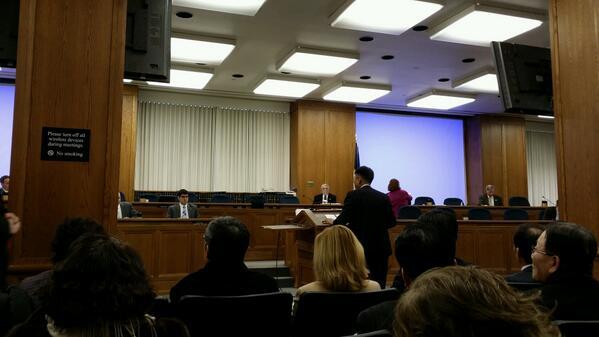 Please turn off all
wireless devices
during meetings
No smoking